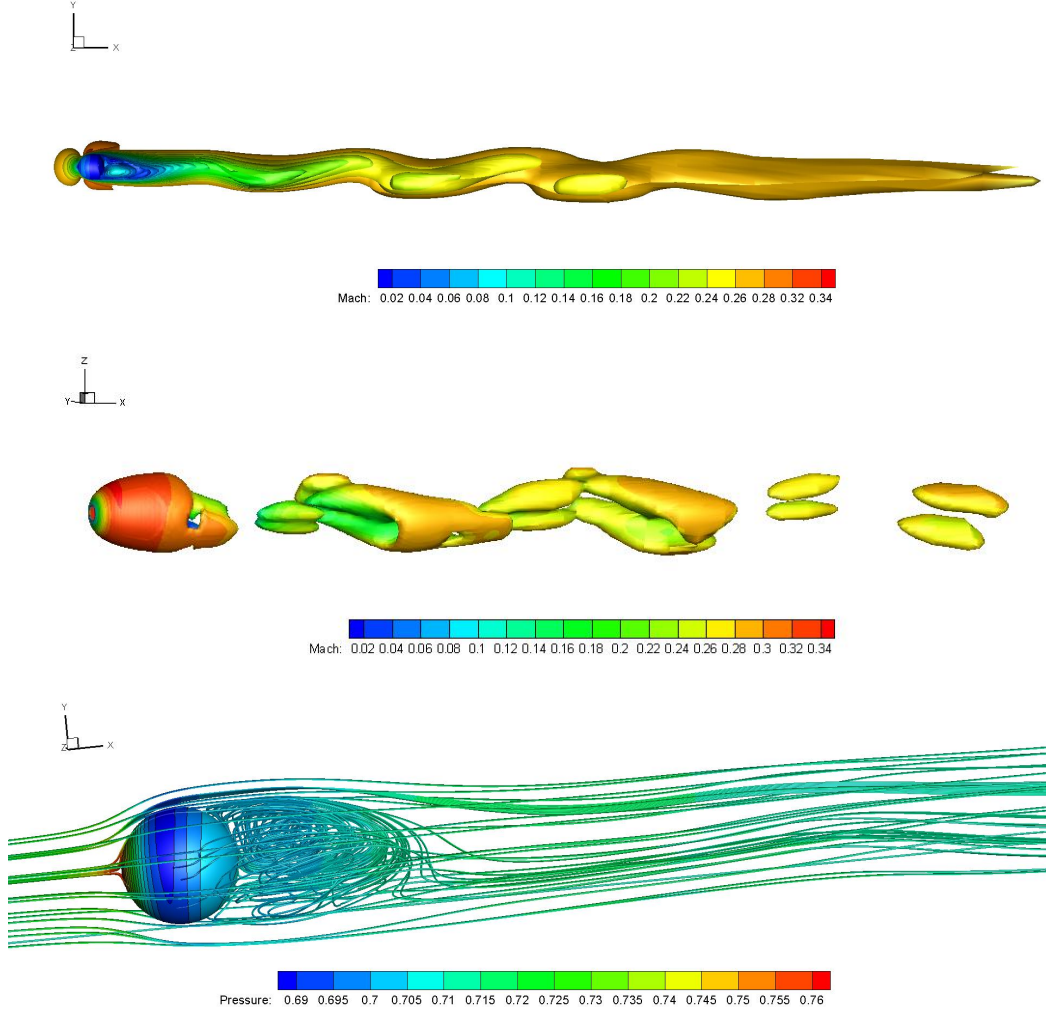 Y
Z X
Mach: 0.02 0.04 0.06 0.08 0.1 0.12 0.14 0.16 0.18 0.2 0.22 0.24 0.26 0.28 0.32 0.34
Z
Y X
Mach: 0.02 0.04 0.06 0.08 0.1 0.12 0.14 0.16 0.18 0.2 0.22 0.24 0.26 0.28 0.3 0.32 0.34
Y
Z X
Pressure: 0.69 0.695 0.7 0.705 0.71 0.715 0.72 0.725 0.73 0.735 0.74 0.745 0.75 0.755 0.76